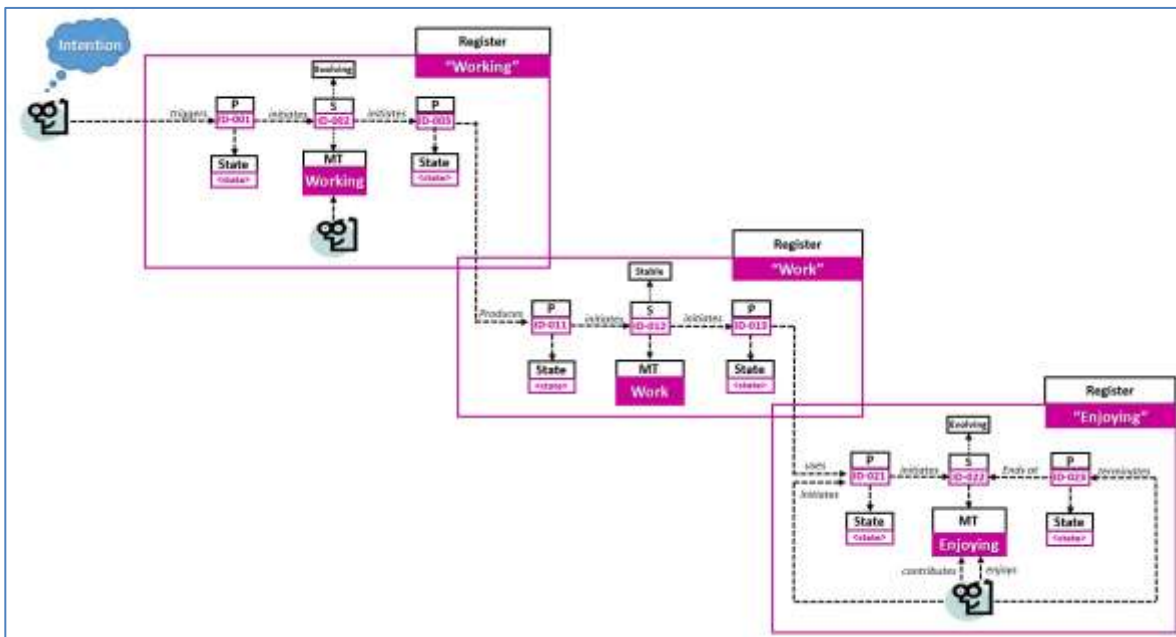 Intention
Register
"Working"
Evolving
triggers
P
ID-001
initiates
S
ID-002
initiates
P
ID-003
State
<state>
MT
Working
State
<state>
Register
"Work"
Stable
Produces
P
ID-011
initiates
S
ID-012
initiates
P
ID-013
State
<state>
MT
Work
State
<state>
Register
"Enjoying"
Evolving
uses
Initiates
P
ID-021
Initiates
S
ID-022
Ends at
P
ID-023
terminates
State
<state>
MT
Enjoying
State
<state>
contributes
enjoys